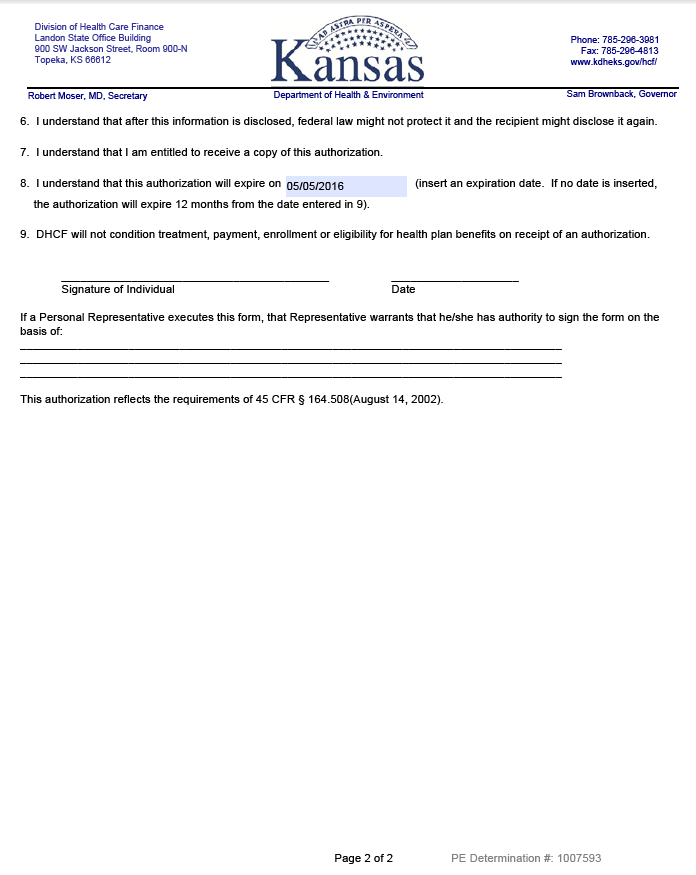 Division of Health Care Finance
Landon State Office Building
900 SW Jackson Street, Room 900-N
Topeka, KS 66612
AD ASTRA PER ASPERA
Kansas
Phone: 785-296-3981
Fax: 785-296-4813
www.kdheks.gov/hcf/
Robert Moser, MD, Secretary
Department of Health & Environment
Sam Brownback, Governor
6. I understand that after this information is disclosed, federal law might not protect it and the recipient might disclose it again.
7. I understand that I am entitled to receive a copy of this authorization.
8. I understand that this authorization will expire on 05/05/2016 (insert an expiration date. If no date is inserted,
the authorization will expire 12 months from the date entered in 9).
9. DHCF will not condition treatment, payment, enrollment or eligibility for health plan benefits on receipt of an authorization.
Signature of Individual
Date
If a Personal Representative executes this form, that Representative warrants that he/she has authority to sign the form on the
basis of:
This authorization reflects the requirements of 45 CFR § 164.508(August 14, 2002).
Page 2 of 2
PE Determination #: 1007593